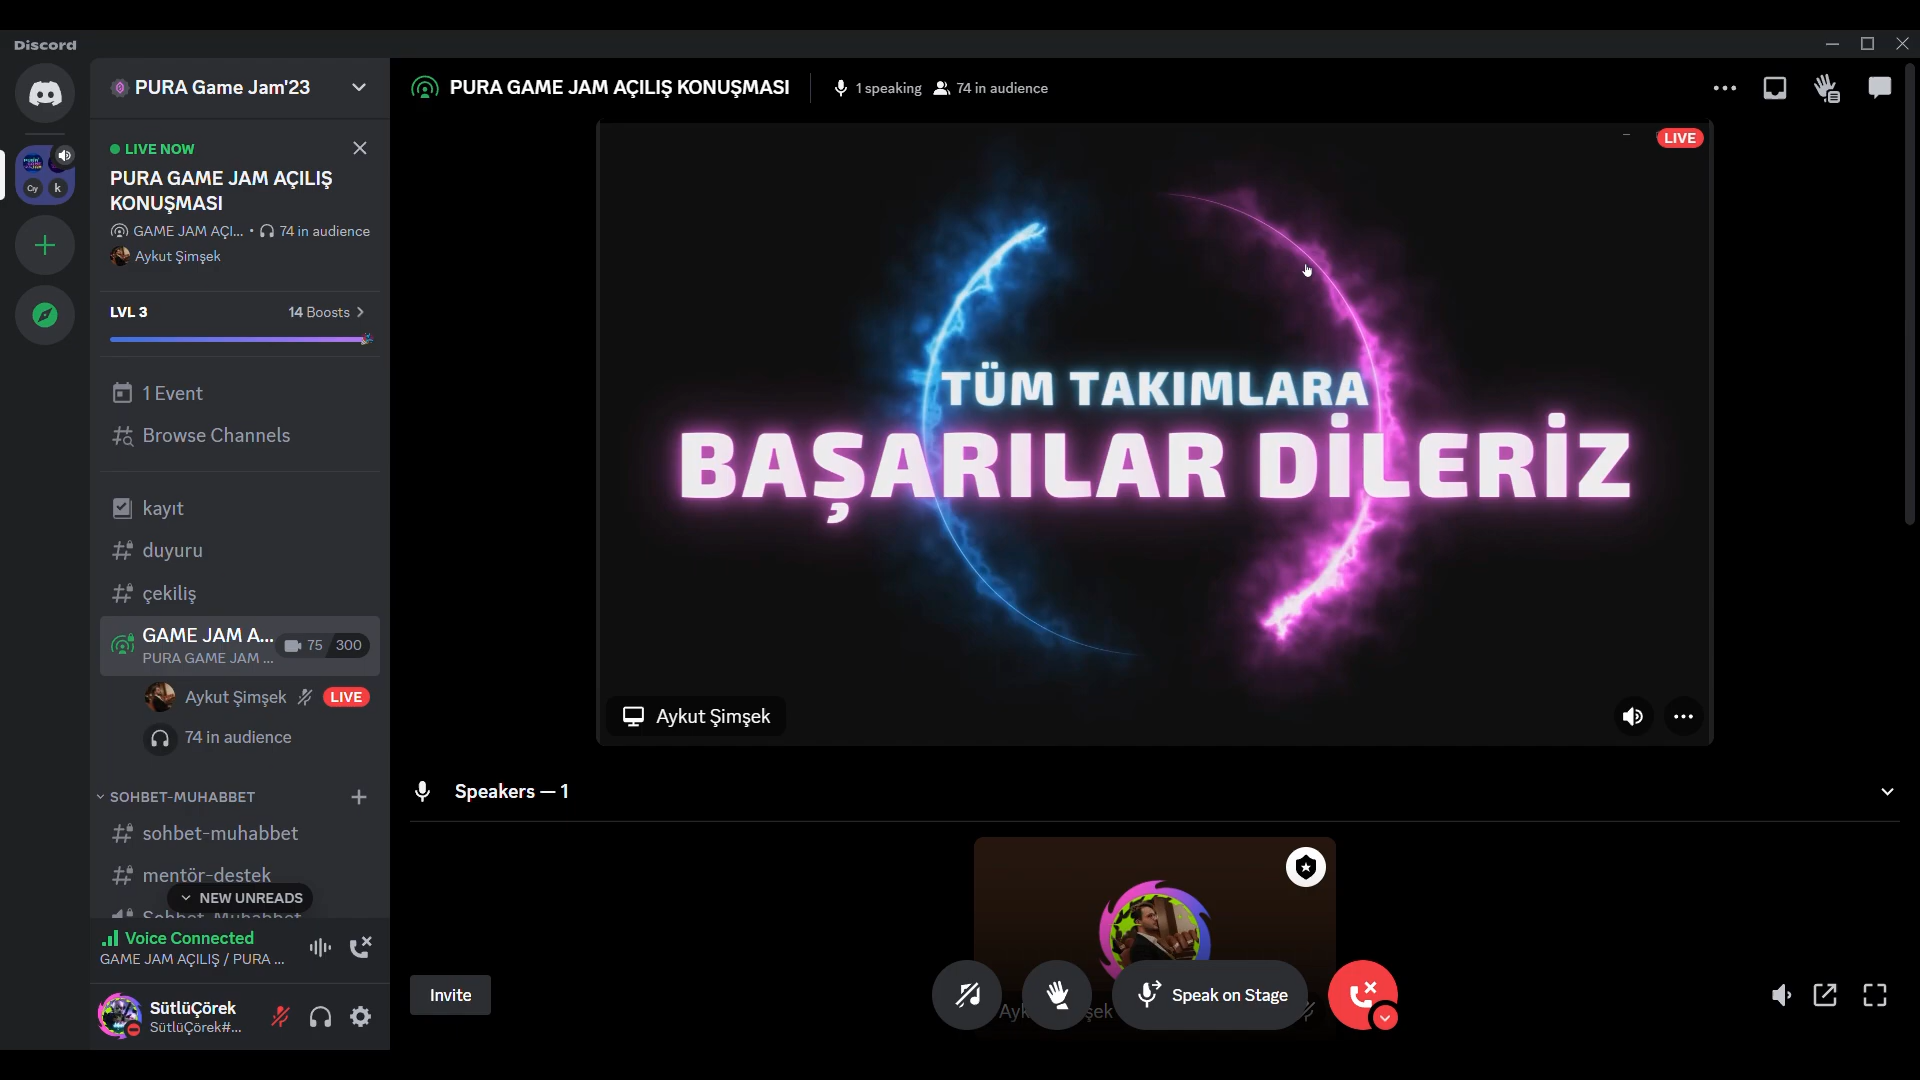 Discord
PURA Game Jam'23
LIVE NOW
PURA GAME JAM AÇILIŞ
KONUŞMASI
GAME JAM AÇI... • 74 in audience
Aykut Şimşek
LVL 3
14 Boosts
1 Event
Browse Channels
kayıt
duyuru
çekiliş
GAME JAM A...
75 300
PURA GAME JAM ...
Aykut Şimşek
LIVE
74 in audience
SOHBET-MUHABBET
sohbet-muhabbet
mentör-destek
NEW UNREADS
Sohbet-Muhabbet
Voice Connected
GAME JAM AÇILIŞ / PURA ...
SütlüÇörek
SütlüÇörek#...
PURA GAME JAM AÇILIŞ KONUŞMASI
1 speaking
74 in audience
LIVE
TÜM TAKIMLARA
BAŞARILAR DİLERİZ
Aykut Şimşek
Speakers — 1
Invite
Speak on Stage